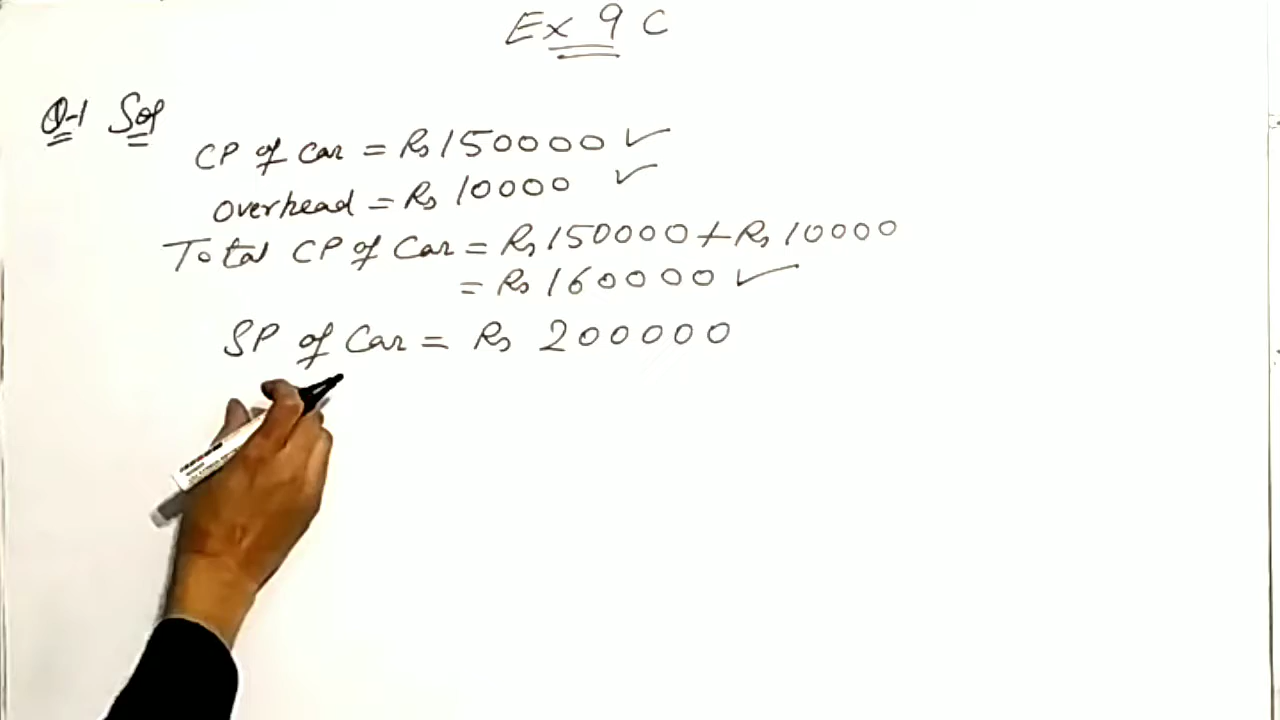 Ex 9 C
Q-1 Sol
CP of Car = Rs 150000 ✓
overhead = Rs 10000 ✓
Total CP of Car = Rs 150000 + Rs 10000
= Rs 160000 ✓
SP of Car = Rs 200000